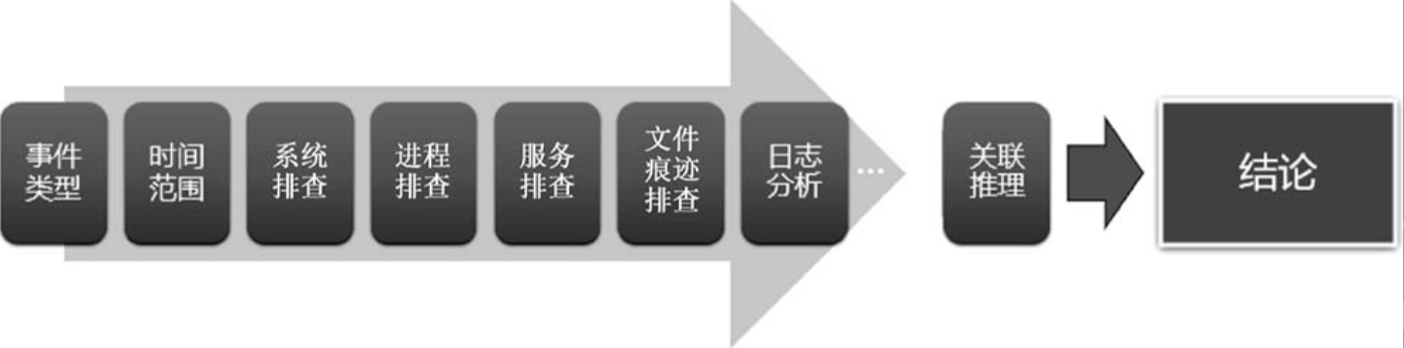 事件
类型
时间
范围
系统
排查
进程
排查
服务
排查
文件
痕迹
排查
日志
分析
...
关联
推理
结论